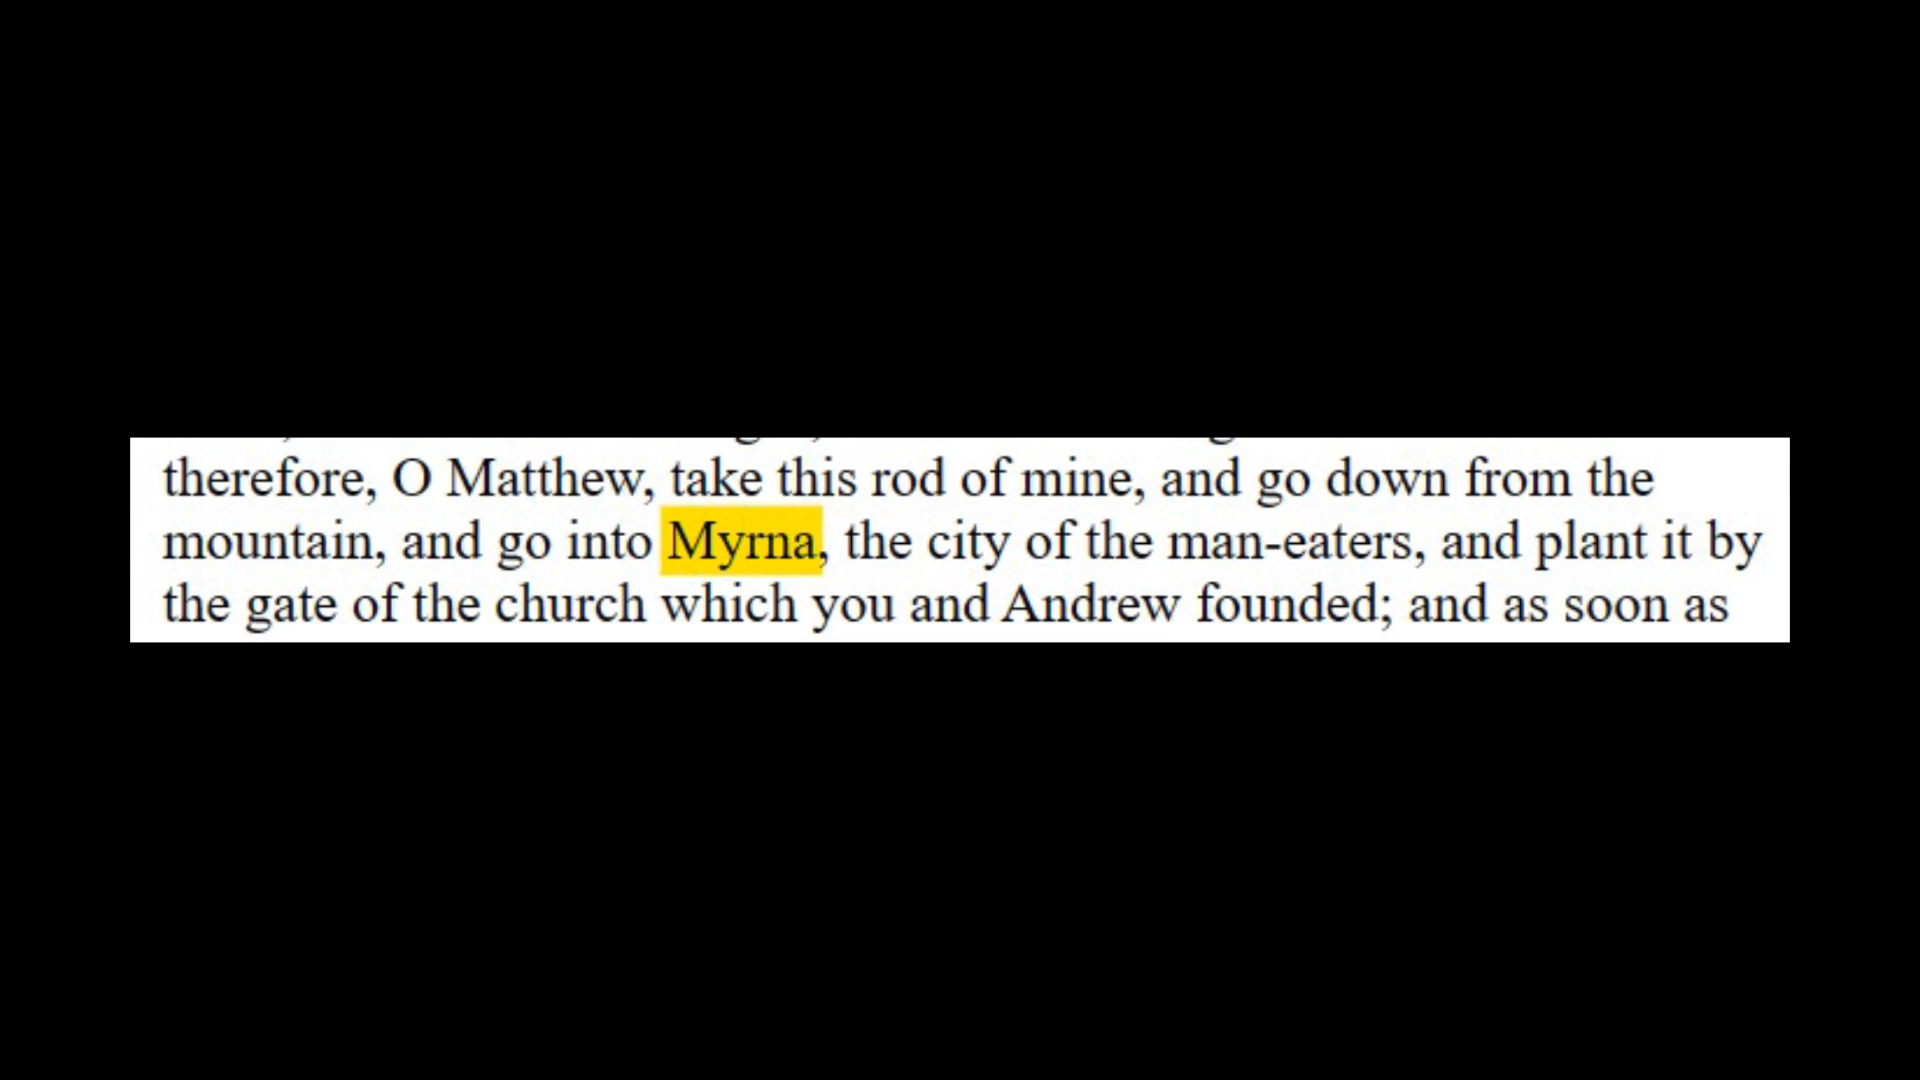 therefore, O Matthew, take this rod of mine, and go down from the
mountain, and go into Myrna, the city of the man-eaters, and plant it by
the gate of the church which you and Andrew founded; and as soon as